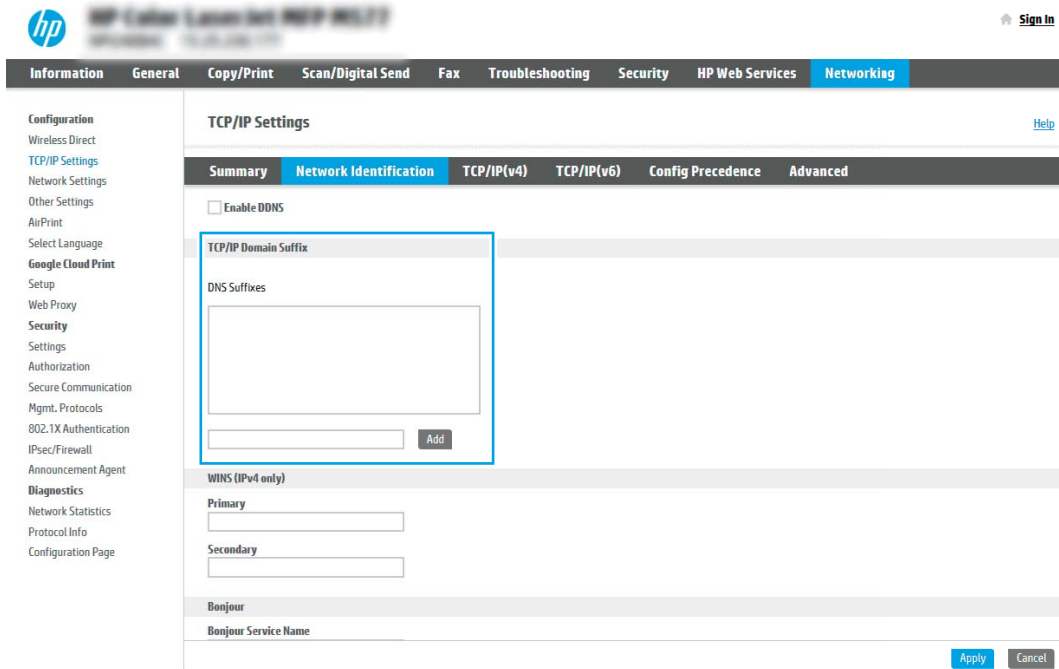 hp
Sign In
Information General Copy/Print Scan/Digital Send Fax Troubleshooting Security HP Web Services Networking
Configuration
Wireless Direct
TCP/IP Settings
Network Settings
Other Settings
AirPrint
Select Language
Google Cloud Print
Setup
Web Proxy
Security
Settings
Authorization
Secure Communication
Mgmt. Protocols
802.1X Authentication
IPsec/Firewall
Announcement Agent
Diagnostics
Network Statistics
Protocol Info
Configuration Page
TCP/IP Settings
Help
Summary Network Identification TCP/IP(v4) TCP/IP(v6) Config Precedence Advanced
Enable DDNS
TCP/IP Domain Suffix
DNS Suffixes
Add
WINS (IPv4 only)
Primary
Secondary
Bonjour
Bonjour Service Name
Apply Cancel